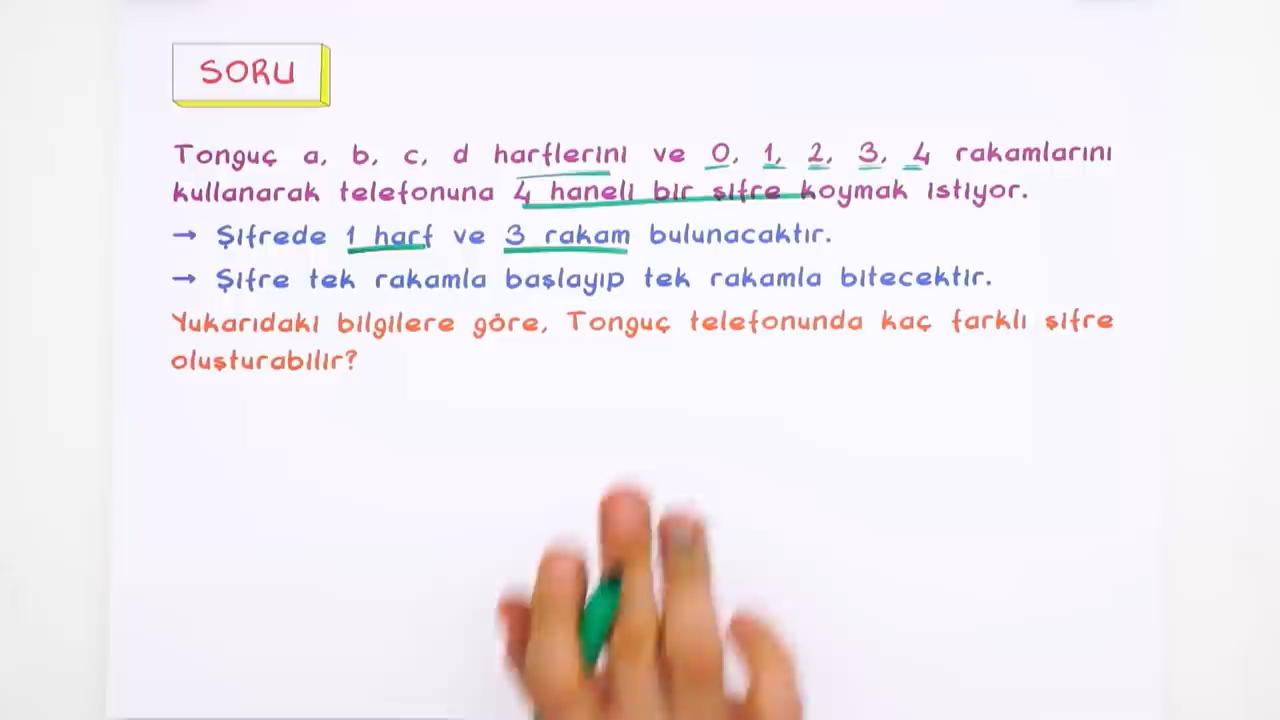 SORU
Tonguç a, b, c, d harflerini ve 0, 1, 2, 3, 4 rakamlarını
kullanarak telefonuna 4 haneli bir şifre koymak istiyor.
→ Şifrede 1 harf ve 3 rakam bulunacaktır.
→ Şifre tek rakamla başlayıp tek rakamla bitecektir.
Yukarıdaki bilgilere göre, Tonguç telefonunda kaç farklı şifre
oluşturabilir?